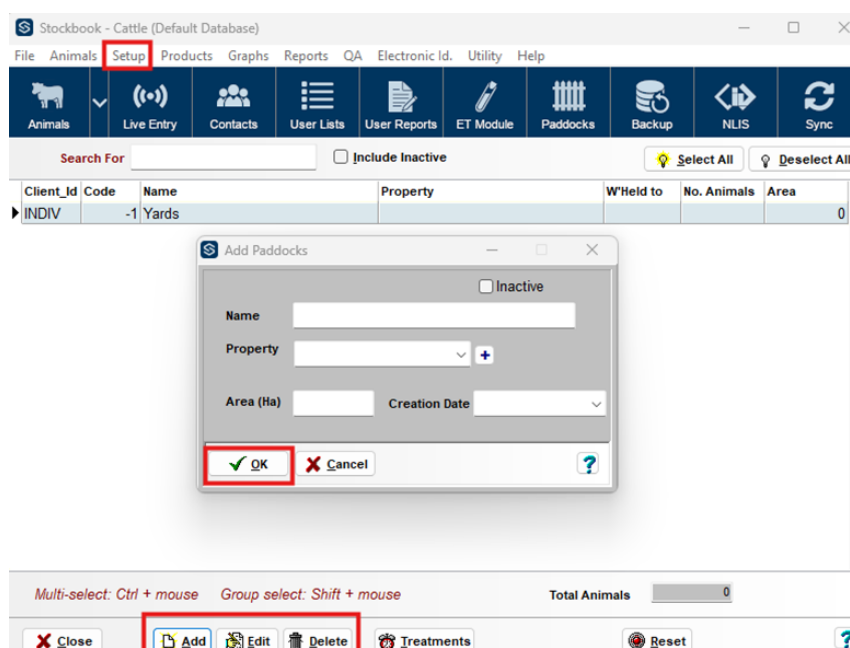 Stockbook - Cattle (Default Database)
File Animals Setup Products Graphs Reports QA Electronic Id. Utility Help
Animals Live Entry Contacts User Lists User Reports ET Module Paddocks Backup NLIS Sync
Search For Include Inactive Select All Deselect All
Client_Id Code Name Property W'Held to No. Animals Area
INDIV -1 Yards 0
Add Paddocks
Inactive
Name
Property
Area (Ha) Creation Date
OK Cancel ?
Multi-select: Ctrl + mouse Group select: Shift + mouse Total Animals 0
Close Add Edit Delete Treatments Reset ?